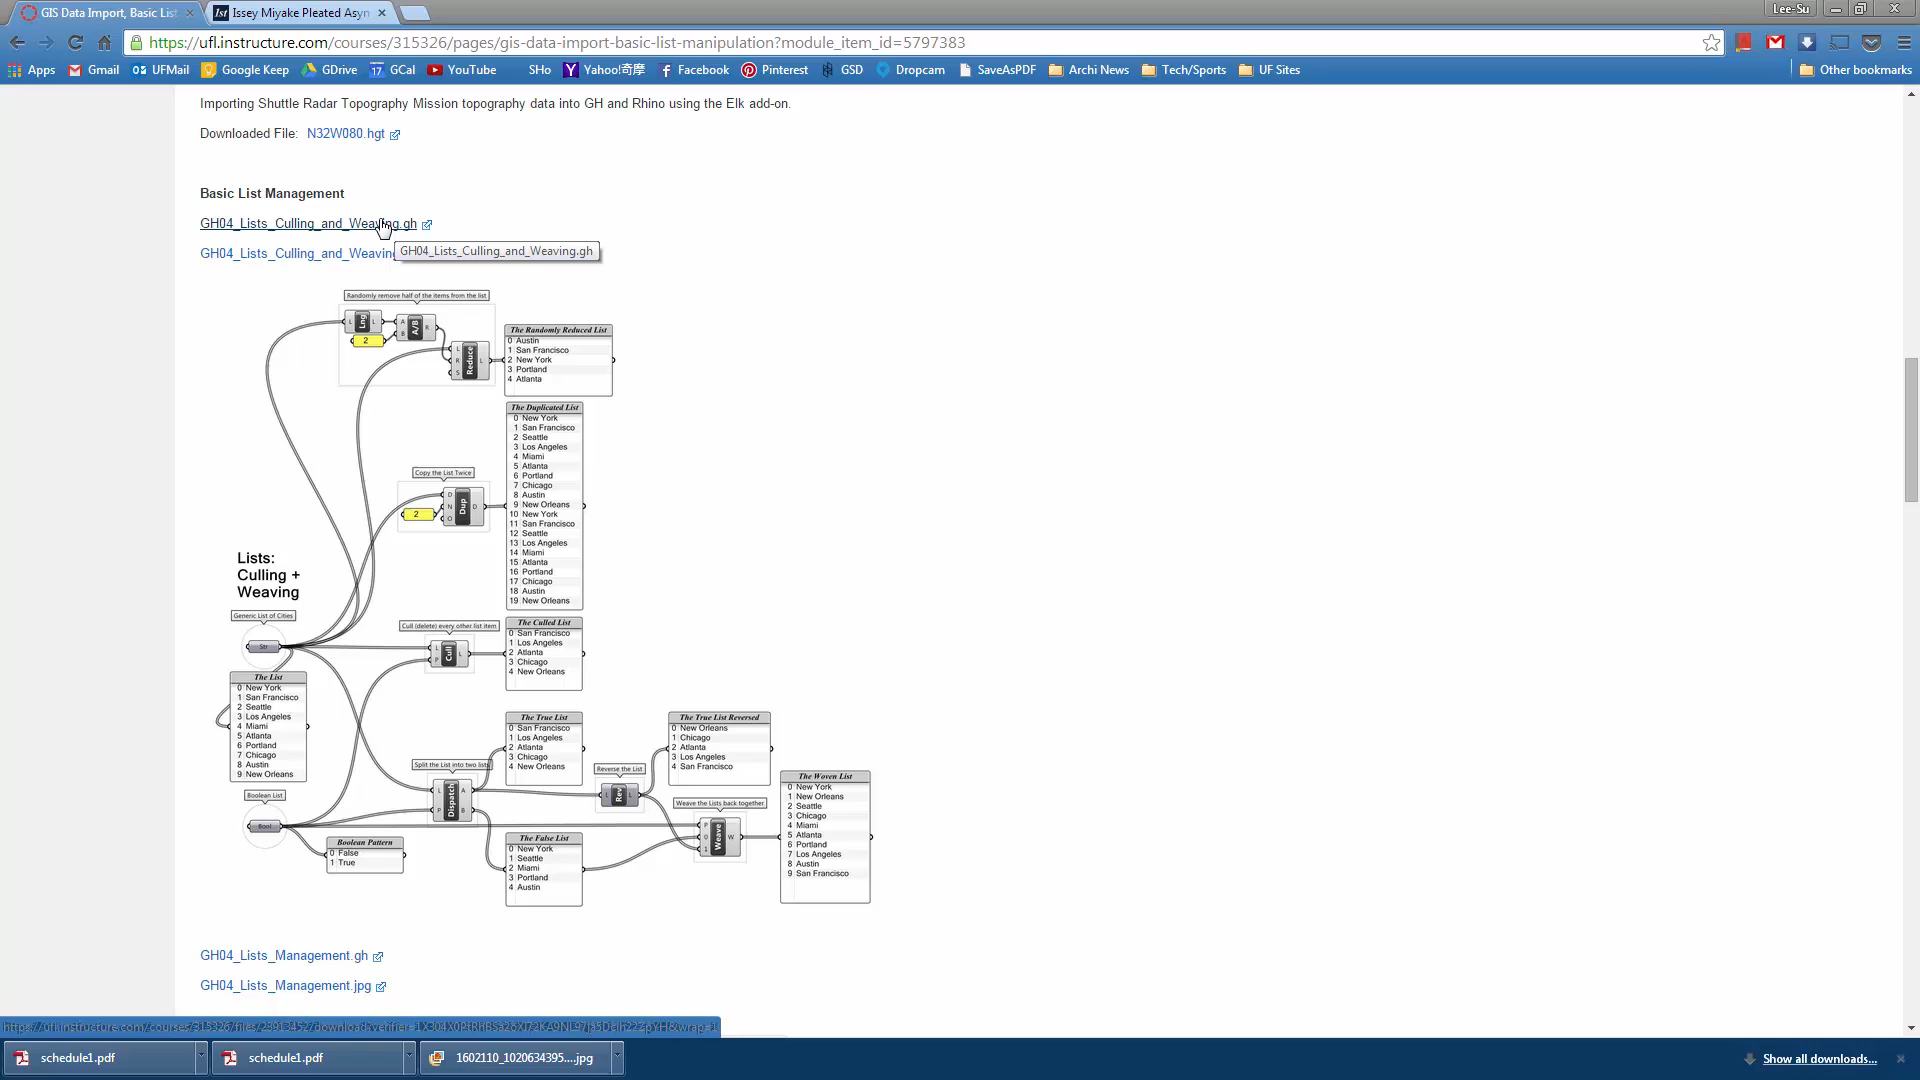 GIS Data Import, Basic Lis
Issey Miyake Pleated Asyn
Lee-Su
https://ufl.instructure.com/courses/315326/pages/gis-data-import-basic-list-manipulation?module_item_id=5797383
Apps Gmail UFMail Google Keep GDrive GCal YouTube SHo Yahoo!奇摩 Facebook Pinterest GSD Dropcam SaveAsPDF Archi News Tech/Sports UF Sites Other bookmarks
Importing Shuttle Radar Topography Mission topography data into GH and Rhino using the Elk add-on.
Downloaded File: N32W080.hgt
Basic List Management
GH04_Lists_Culling_and_Weaving.gh
GH04_Lists_Culling_and_Weaving
GH04_Lists_Culling_and_Weaving.gh
Randomly remove half of the items from the list
L Lng L
A B A/B R
2
L R S Reduce L
The Randomly Reduced List
0 Austin
1 San Francisco
2 New York
3 Portland
4 Atlanta
The Duplicated List
0 New York
1 San Francisco
2 Seattle
3 Los Angeles
4 Miami
5 Atlanta
6 Portland
7 Chicago
8 Austin
9 New Orleans
10 New York
11 San Francisco
12 Seattle
13 Los Angeles
14 Miami
15 Atlanta
16 Portland
17 Chicago
18 Austin
19 New Orleans
Copy the List Twice
2
D N O Dup D
Lists:
Culling +
Weaving
Generic List of Cities
Str
Cull (delete) every other list item
L P Cull L
The Culled List
0 San Francisco
1 Los Angeles
2 Atlanta
3 Chicago
4 New Orleans
The List
0 New York
1 San Francisco
2 Seattle
3 Los Angeles
4 Miami
5 Atlanta
6 Portland
7 Chicago
8 Austin
9 New Orleans
Boolean List
Bool
Boolean Pattern
0 False
1 True
Split the List into two lists
L P Dispatch A B
The True List
0 San Francisco
1 Los Angeles
2 Atlanta
3 Chicago
4 New Orleans
The False List
0 New York
1 Seattle
2 Miami
3 Portland
4 Austin
Reverse the List
L Rev L
The True List Reversed
0 New Orleans
1 Chicago
2 Atlanta
3 Los Angeles
4 San Francisco
Weave the Lists back together
P 0 1 Weave W
The Woven List
0 New York
1 New Orleans
2 Seattle
3 Chicago
4 Miami
5 Atlanta
6 Portland
7 Los Angeles
8 Austin
9 San Francisco
GH04_Lists_Management.gh
GH04_Lists_Management.jpg
schedule1.pdf
schedule1.pdf
1602110_1020634395....jpg
Show all downloads...